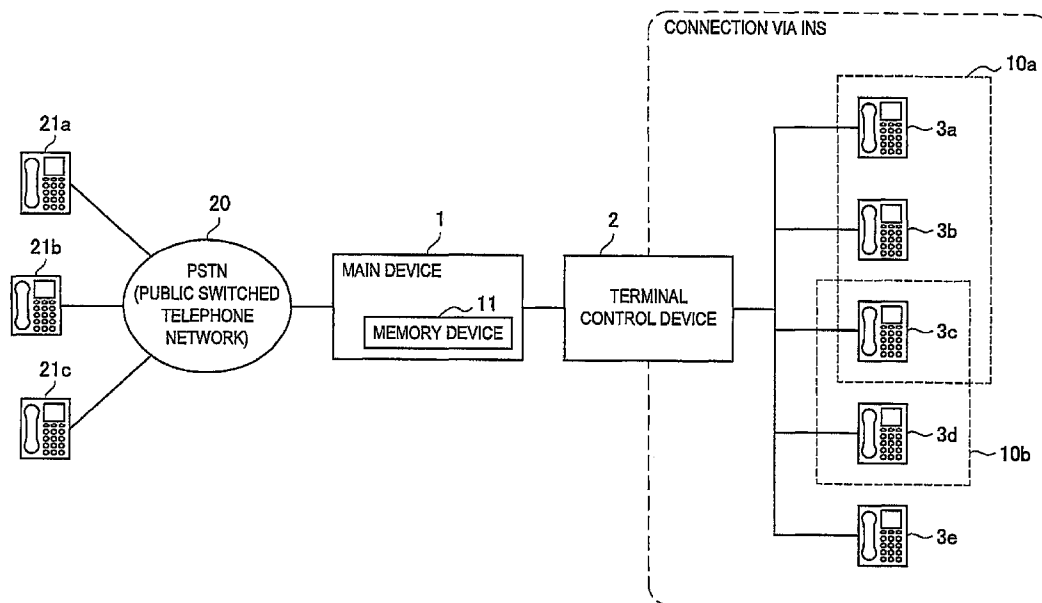 CONNECTION VIA INS
10a
21a
3a
20
1
2
21b
3b
PSTN
(PUBLIC SWITCHED
TELEPHONE
NETWORK)
MAIN DEVICE
11
MEMORY DEVICE
TERMINAL
CONTROL DEVICE
3c
21c
3d
10b
3e